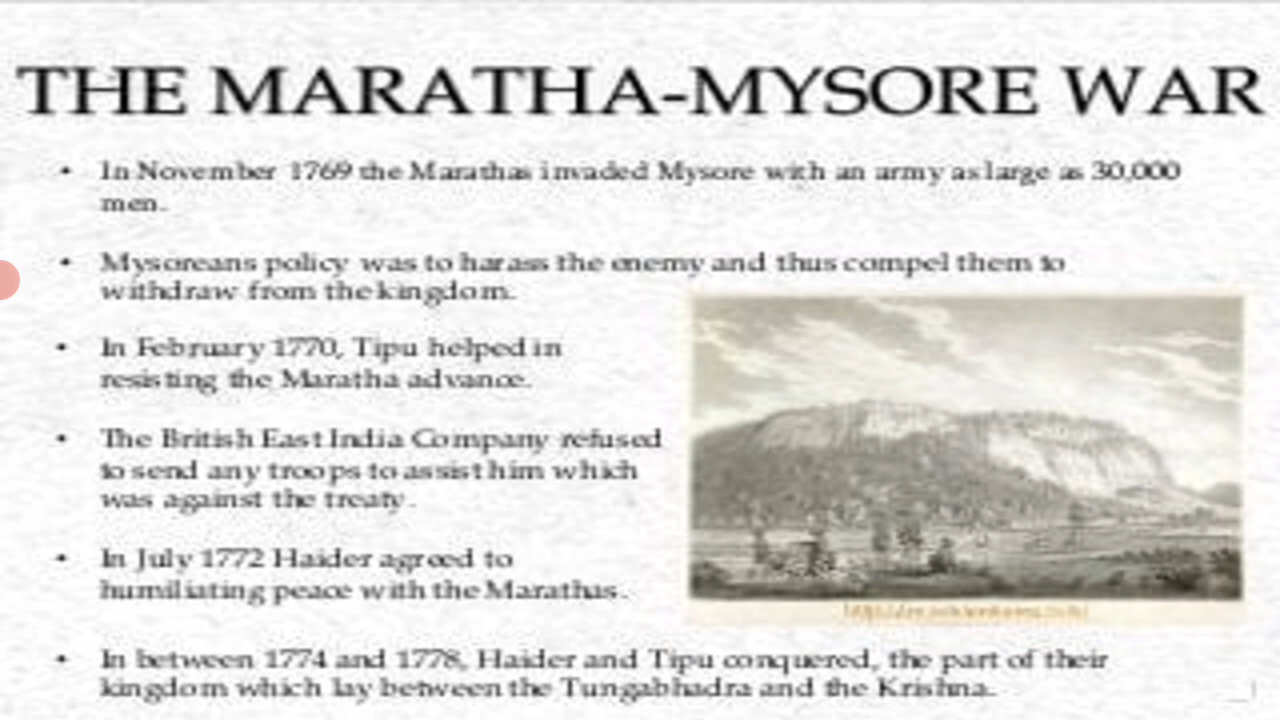 THE MARATHA-MYSORE WAR
• In November 1769 the Marathas invaded Mysore with an army as large as 30,000
men.
• Mysoreans policy was to harass the enemy and thus compel them to
withdraw from the kingdom.
• In February 1770, Tipu helped in
resisting the Maratha advance.
• The British East India Company refused
to send any troops to assist him which
was against the treaty.
• In July 1772 Haider agreed to
humiliating peace with the Marathas.
• In between 1774 and 1778, Haider and Tipu conquered, the part of their
kingdom which lay between the Tungabhadra and the Krishna.